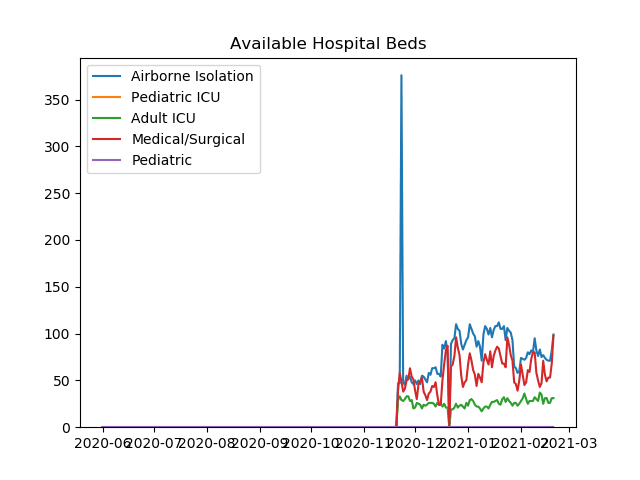 Available Hospital Beds
Airborne Isolation
Pediatric ICU
Adult ICU
Medical/Surgical
Pediatric
350
300
250
200
150
100
50
0
2020-06 2020-07 2020-08 2020-09 2020-10 2020-11 2020-12 2021-01 2021-02 2021-03